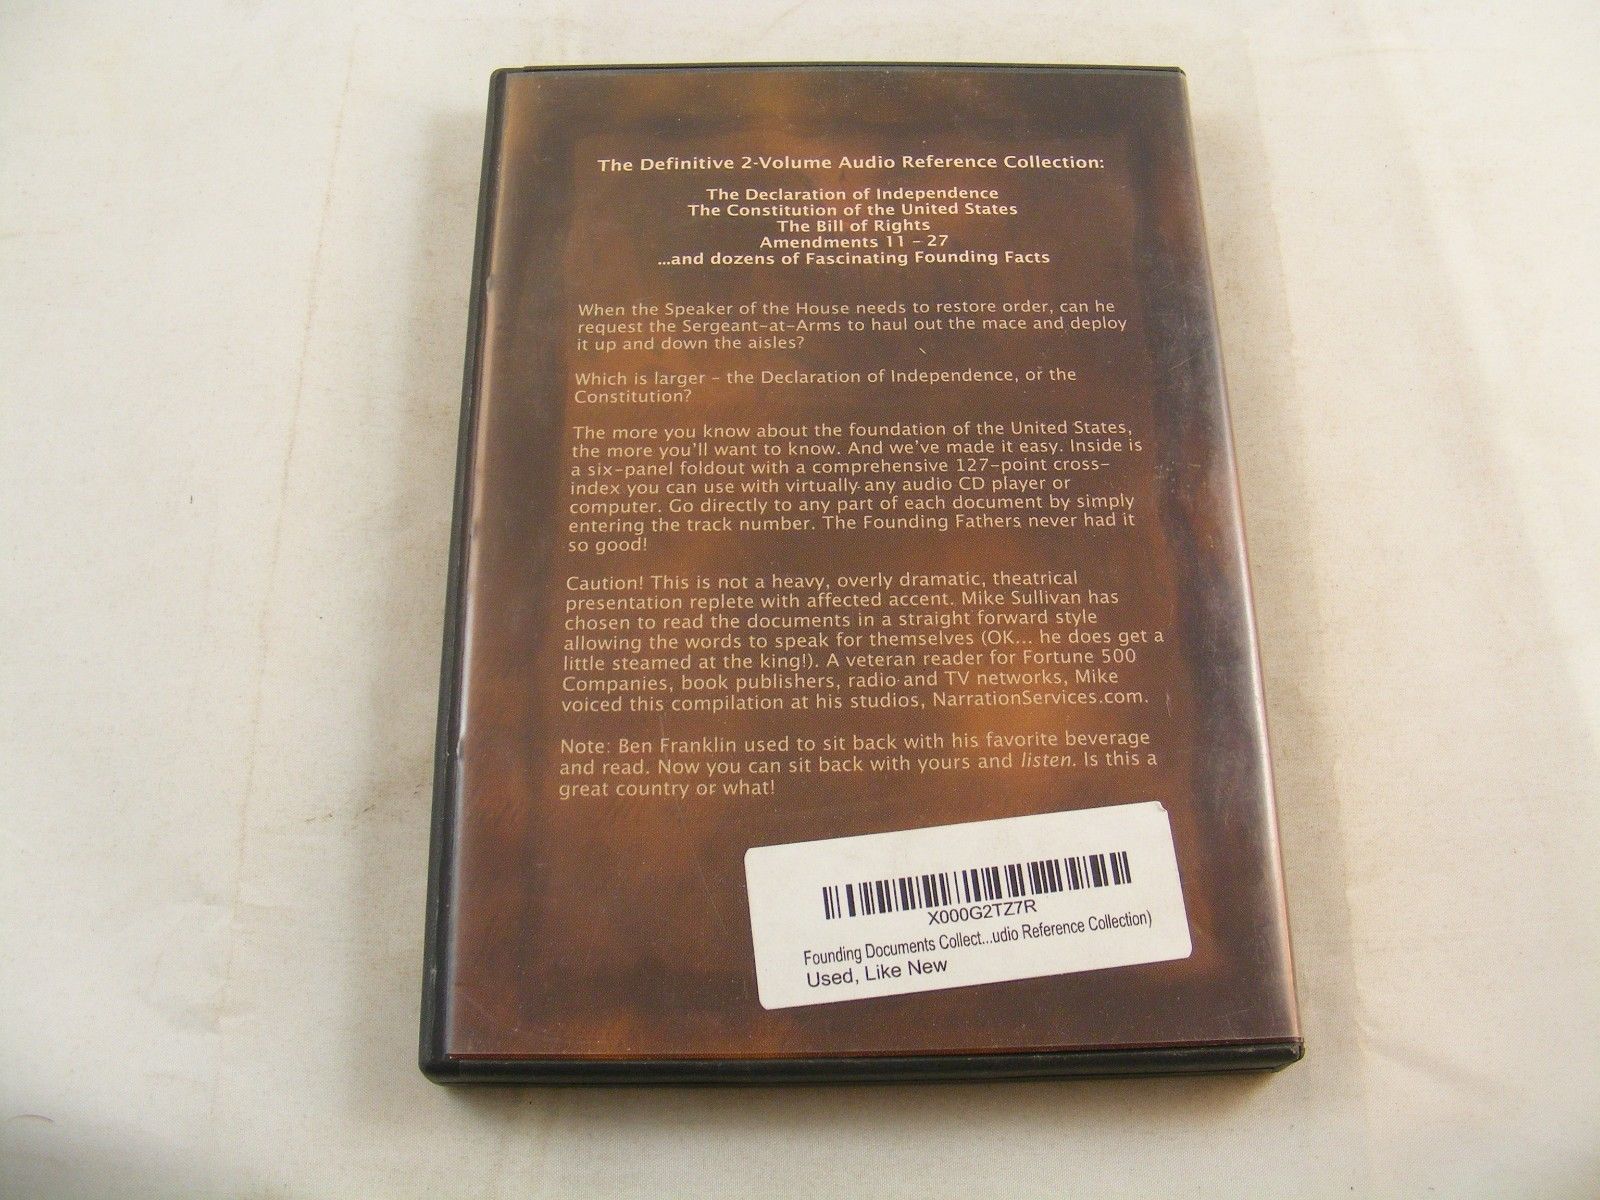 The Definitive 2-Volume Audio Reference Collection:
The Declaration of Independence
The Constitution of the United States
The Bill of Rights
Amendments 11 – 27
...and dozens of Fascinating Founding Facts
When the Speaker of the House needs to restore order, can he
request the Sergeant-at-Arms to haul out the mace and deploy
it up and down the aisles?
Which is larger – the Declaration of Independence, or the
Constitution?
The more you know about the foundation of the United States,
the more you'll want to know. And we've made it easy. Inside is
a six-panel foldout with a comprehensive 127-point cross-
index you can use with virtually any audio CD player or
computer. Go directly to any part of each document by simply
entering the track number. The Founding Fathers never had it
so good!
Caution! This is not a heavy, overly dramatic, theatrical
presentation replete with affected accent. Mike Sullivan has
chosen to read the documents in a straight forward style
allowing the words to speak for themselves (OK... he does get a
little steamed at the king!). A veteran reader for Fortune 500
Companies, book publishers, radio and TV networks, Mike
voiced this compilation at his studios, NarrationServices.com.
Note: Ben Franklin used to sit back with his favorite beverage
and read. Now you can sit back with yours and listen. Is this a
great country or what!
X000G2TZ7R
Founding Documents Collect...udio Reference Collection)
Used, Like New